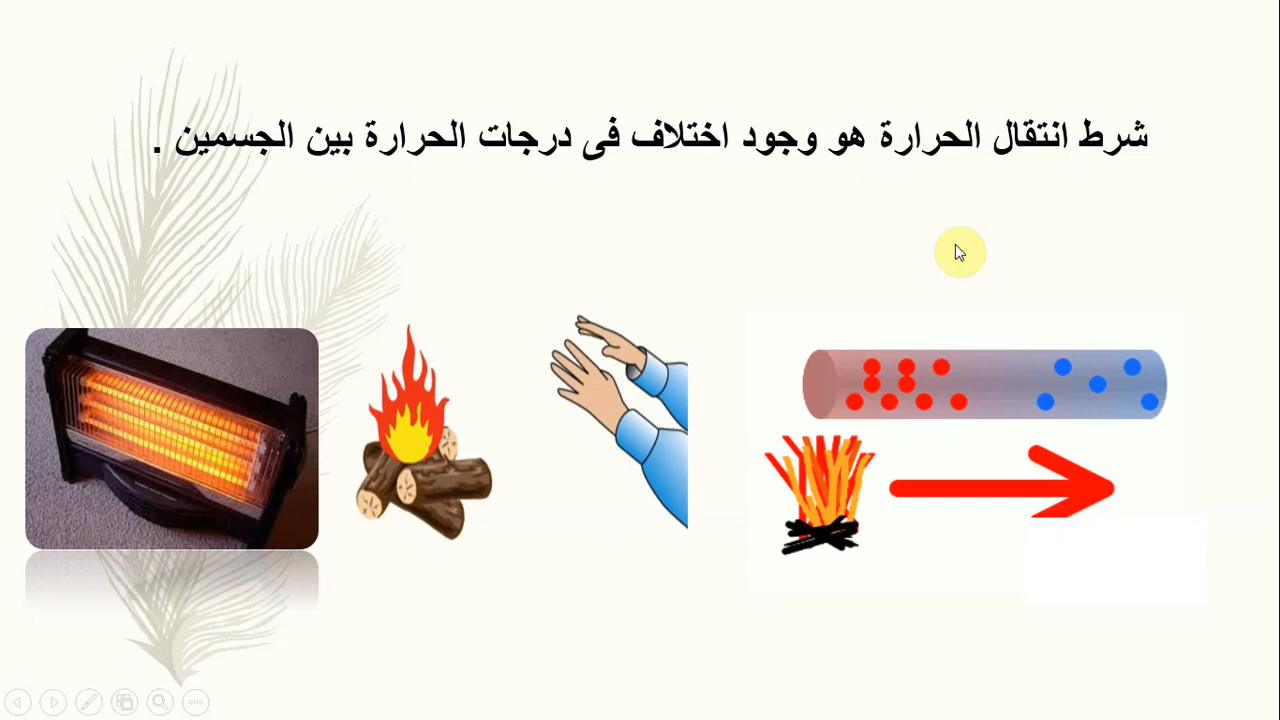 شرط انتقال الحرارة هو وجود اختلاف فى درجات الحرارة بين الجسمين .